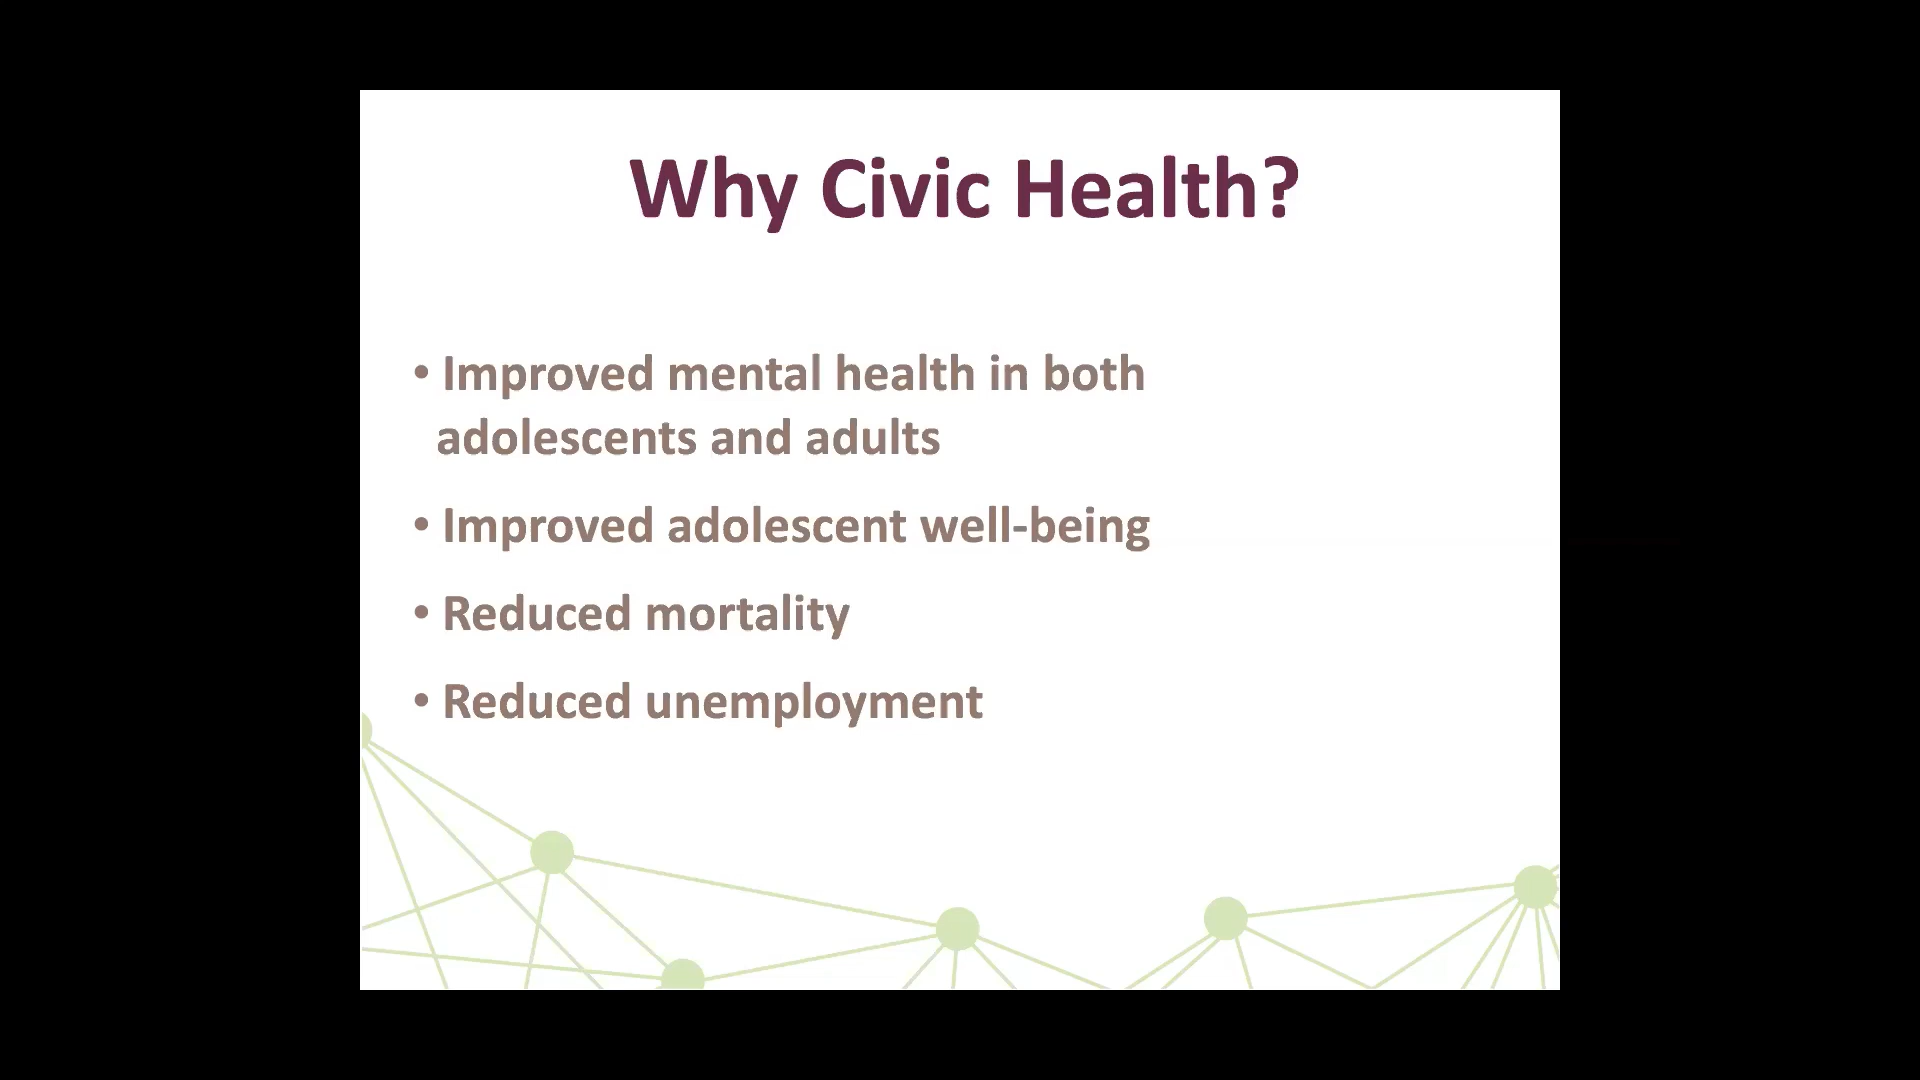 Why Civic Health?
• Improved mental health in both
adolescents and adults
• Improved adolescent well-being
• Reduced mortality
• Reduced unemployment